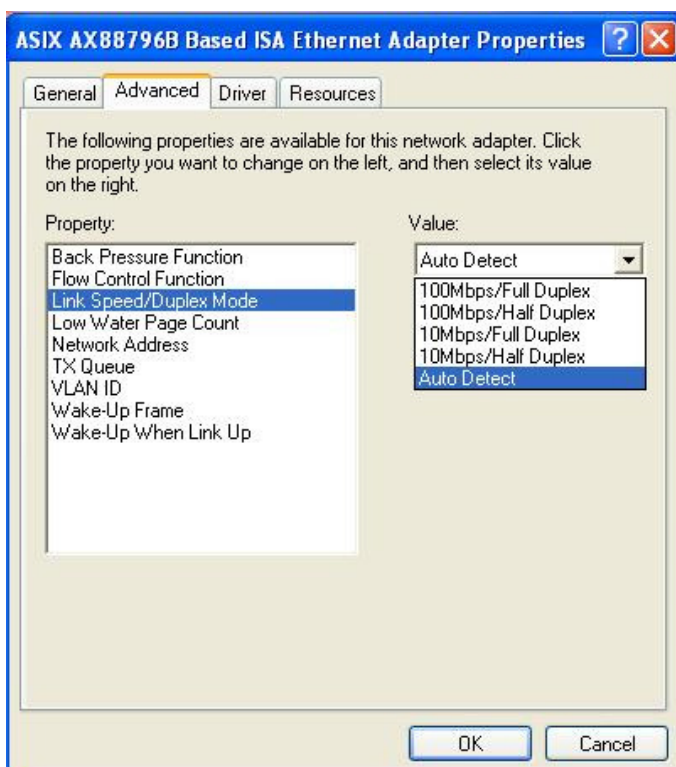 ASIX AX88796B Based ISA Ethernet Adapter Properties
General
Advanced
Driver
Resources
The following properties are available for this network adapter. Click
the property you want to change on the left, and then select its value
on the right.
Property:
Back Pressure Function
Flow Control Function
Link Speed/Duplex Mode
Low Water Page Count
Network Address
TX Queue
VLAN ID
Wake-Up Frame
Wake-Up When Link Up
Value:
Auto Detect
100Mbps/Full Duplex
100Mbps/Half Duplex
10Mbps/Full Duplex
10Mbps/Half Duplex
Auto Detect
OK
Cancel